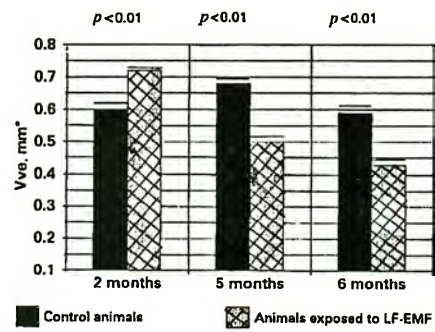 p<0.01 p<0.01 p<0.01
0.8
0.7
0.6
0.5
0.4
0.3
0.2
0.1
Vve, mm°
2 months 5 months 6 months
Control animals Animals exposed to LF-EMF